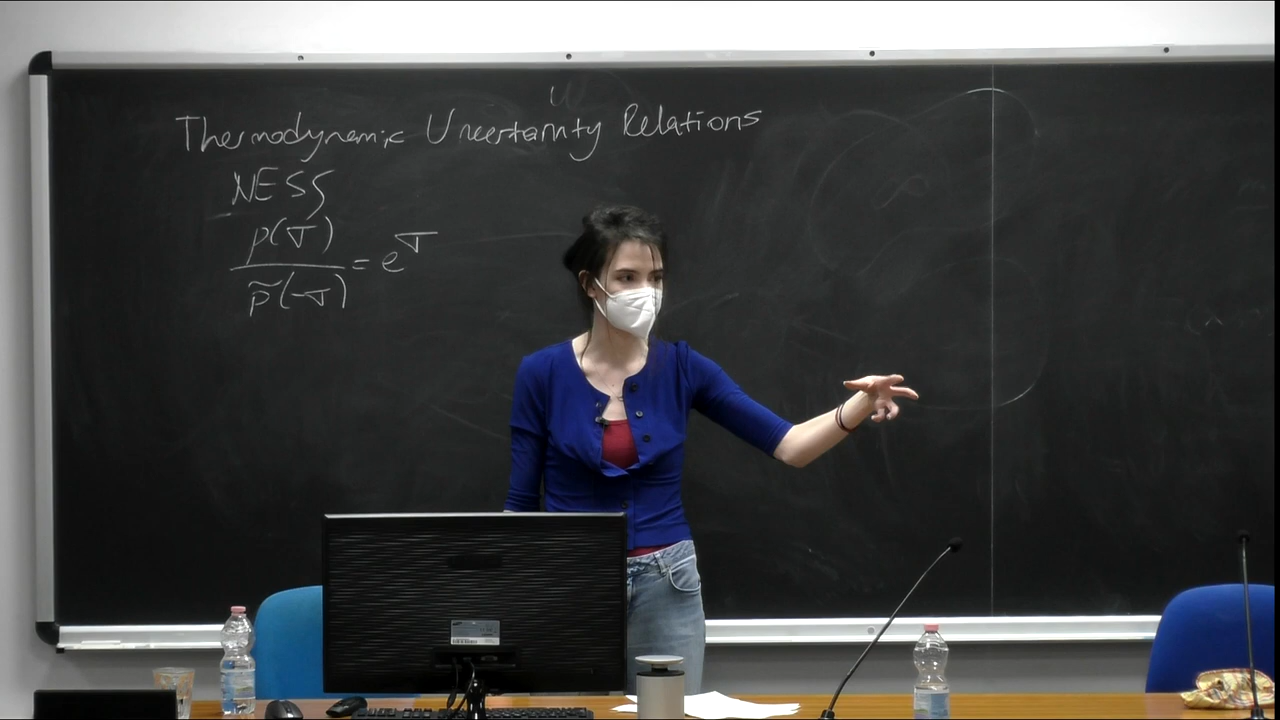 Thermodynamic Uncertainty Relations
NESS
p(σ)
= e^σ
p̃(-σ)